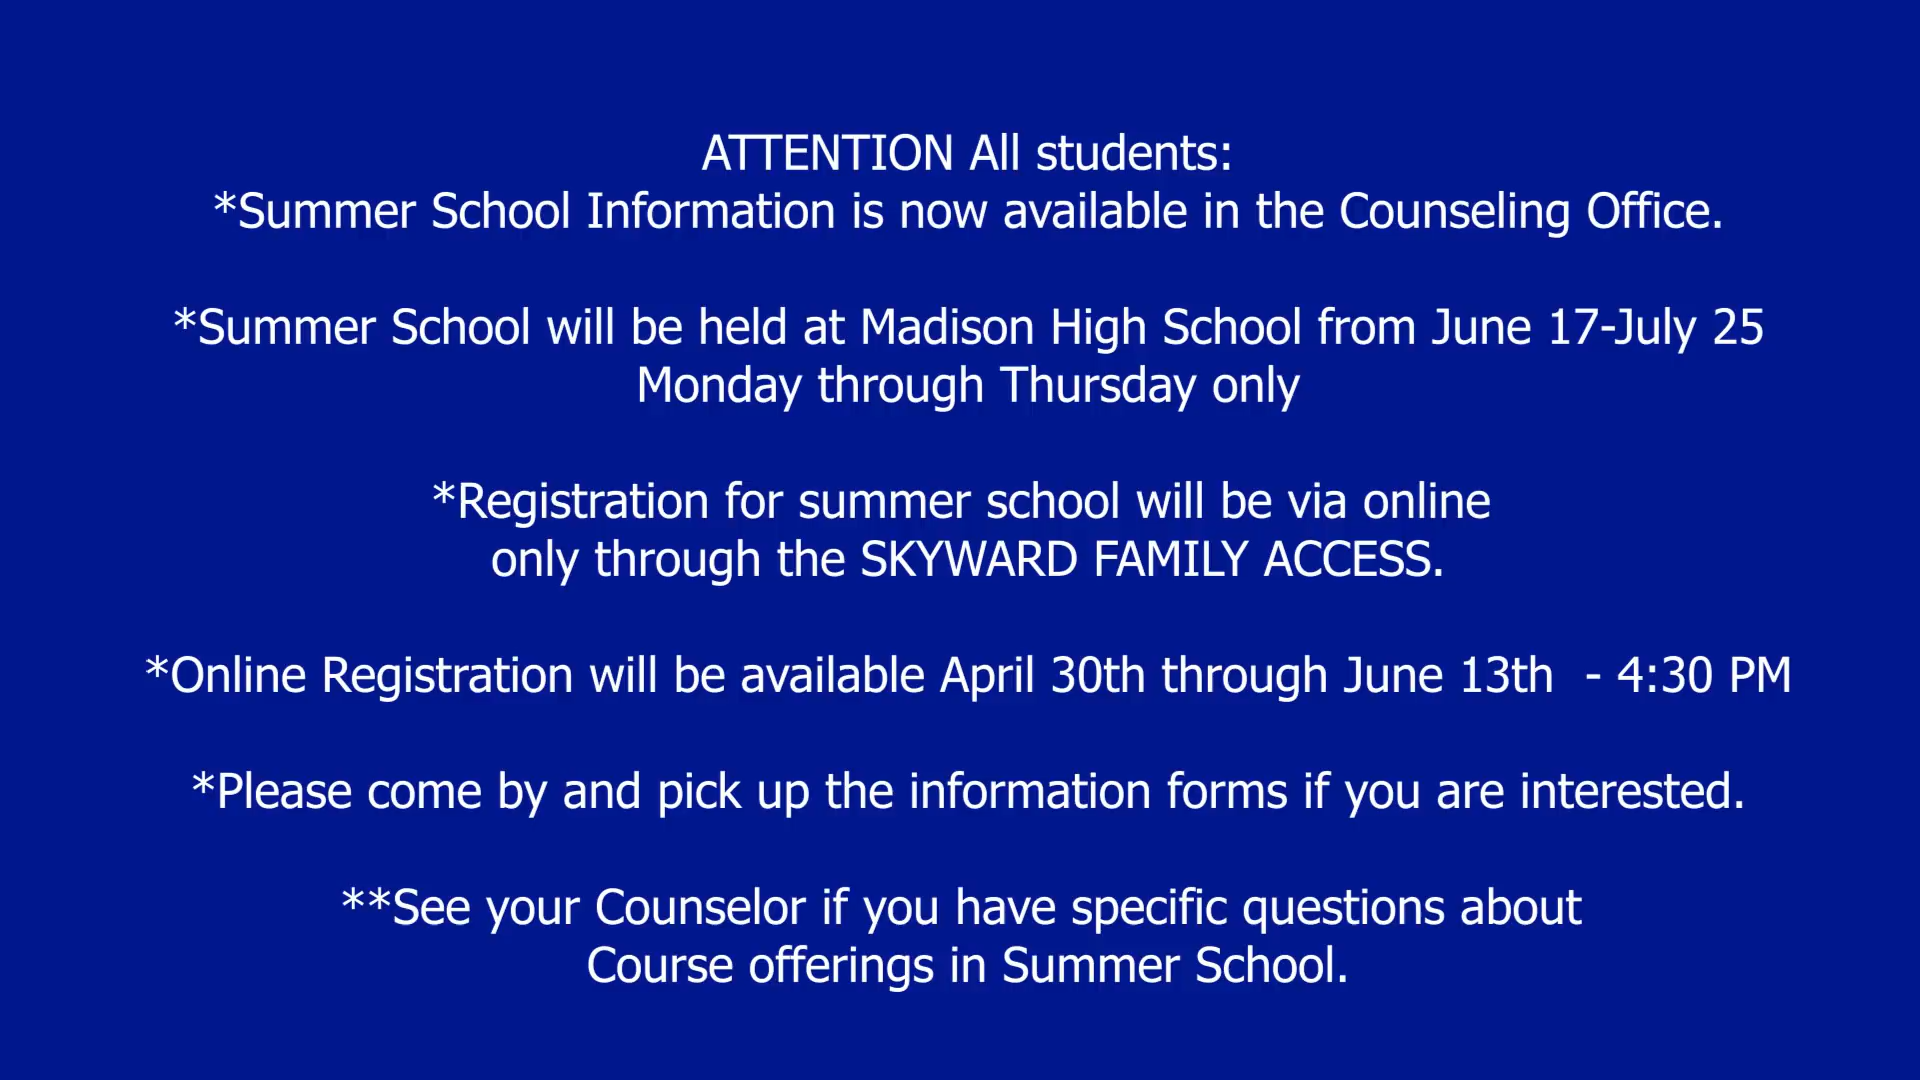 ATTENTION All students:
*Summer School Information is now available in the Counseling Office.
*Summer School will be held at Madison High School from June 17-July 25
Monday through Thursday only
*Registration for summer school will be via online
only through the SKYWARD FAMILY ACCESS.
*Online Registration will be available April 30th through June 13th  - 4:30 PM
*Please come by and pick up the information forms if you are interested.
**See your Counselor if you have specific questions about
Course offerings in Summer School.